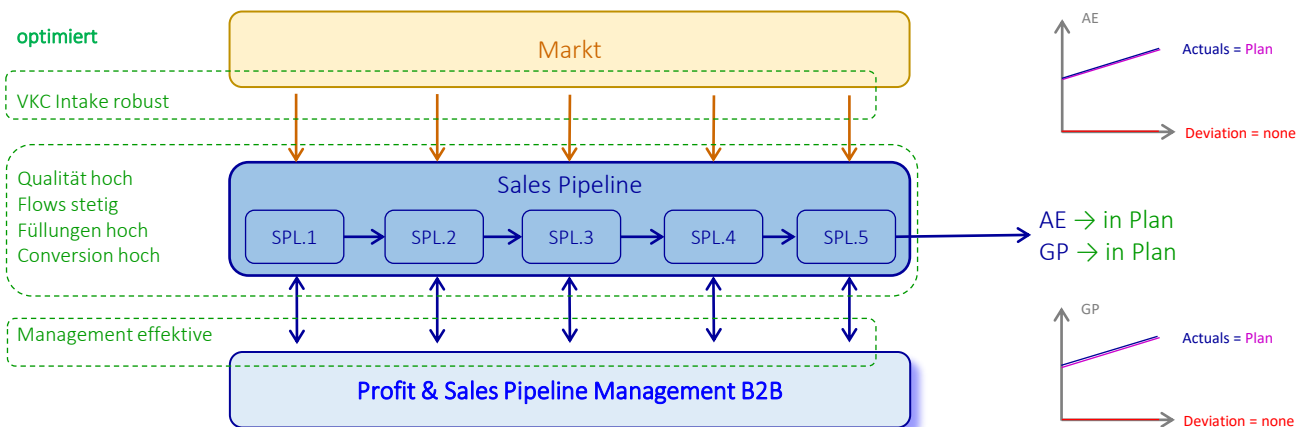 optimiert
Markt
VKC Intake robust
AE
Actuals = Plan
Deviation = none
Qualität hoch
Flows stetig
Füllungen hoch
Conversion hoch
Sales Pipeline
SPL.1
SPL.2
SPL.3
SPL.4
SPL.5
AE → in Plan
GP → in Plan
Management effektive
Profit & Sales Pipeline Management B2B
GP
Actuals = Plan
Deviation = none